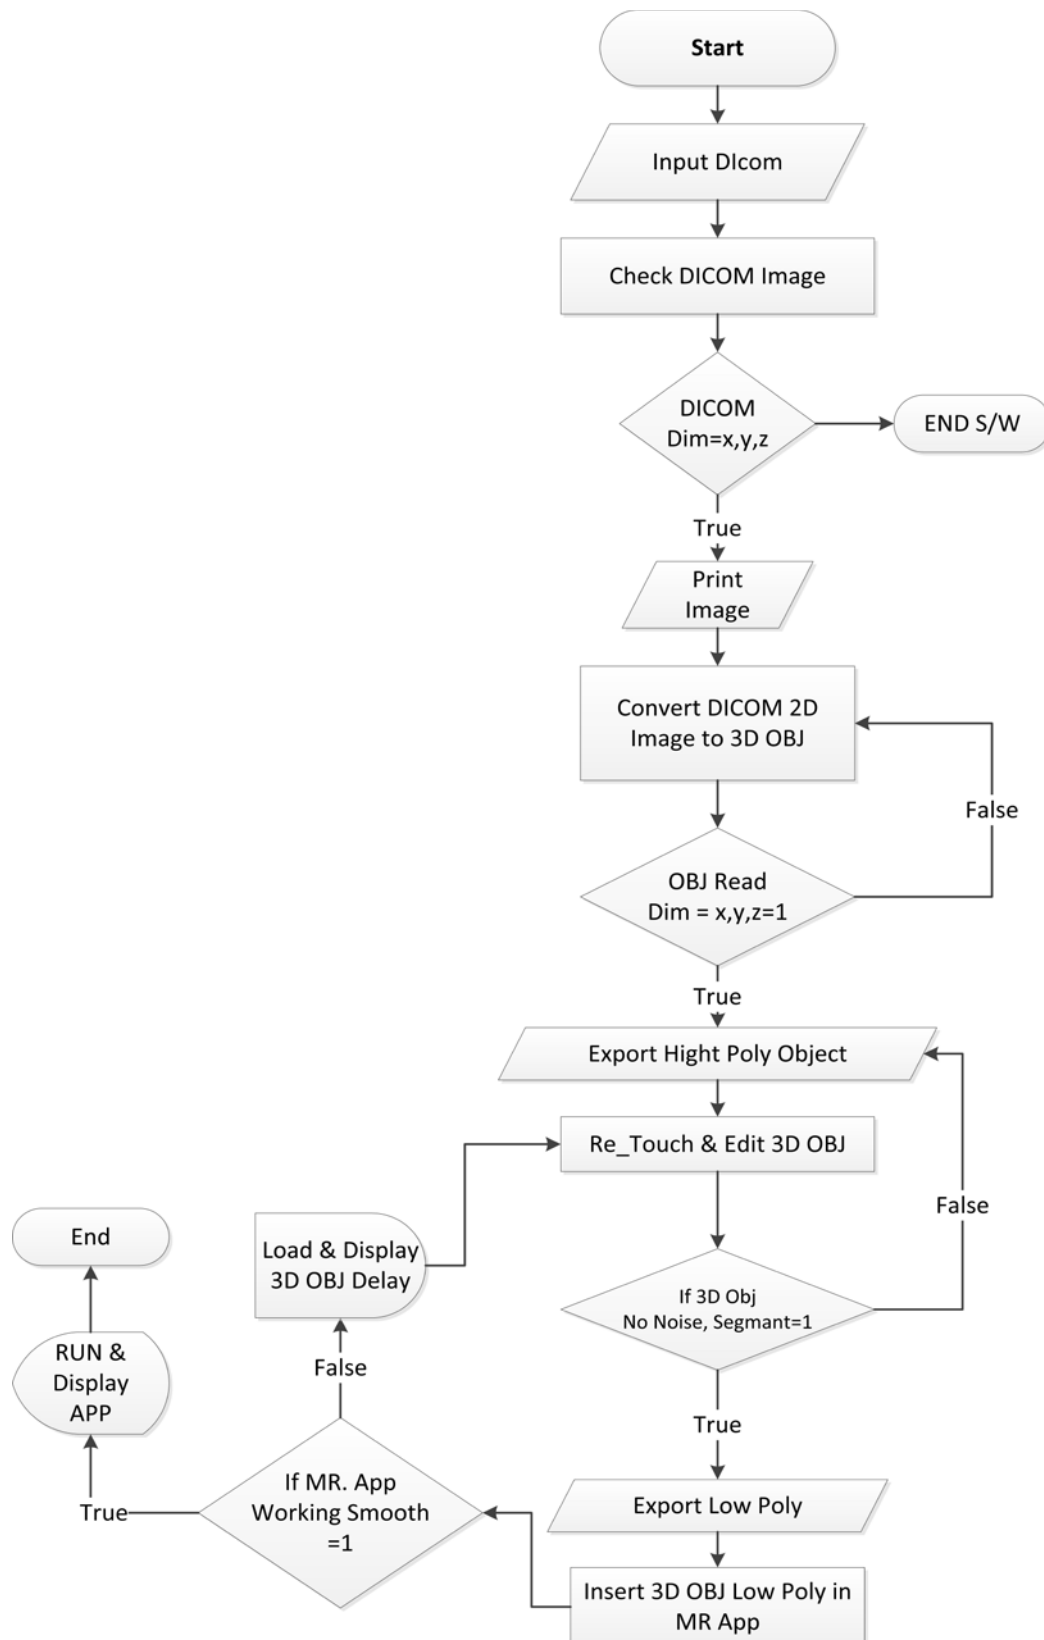 Start
Input DIcom
Check DICOM Image
DICOM
Dim=x,y,z
END S/W
True
Print
Image
Convert DICOM 2D
Image to 3D OBJ
False
OBJ Read
Dim = x,y,z=1
True
Export Hight Poly Object
Re_Touch & Edit 3D OBJ
False
If 3D Obj
No Noise, Segmant=1
True
Export Low Poly
Insert 3D OBJ Low Poly in
MR App
If MR. App
Working Smooth
=1
False
Load & Display
3D OBJ Delay
True
RUN &
Display
APP
End